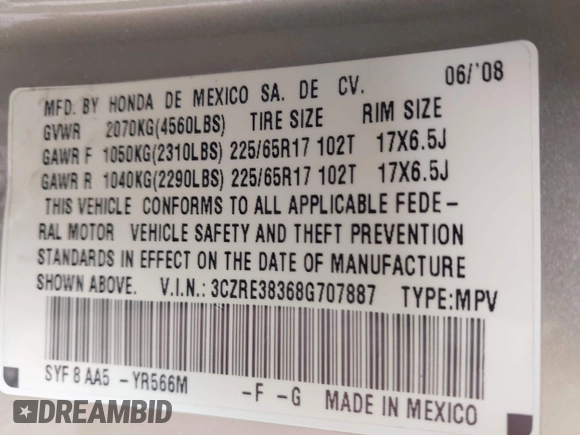 MFD. BY HONDA DE MEXICO SA. DE CV. 06/'08
GVWR 2070KG(4560LBS) TIRE SIZE RIM SIZE
GAWR F 1050KG(2310LBS) 225/65R17 102T 17X6.5J
GAWR R 1040KG(2290LBS) 225/65R17 102T 17X6.5J
THIS VEHICLE CONFORMS TO ALL APPLICABLE FEDE-
RAL MOTOR VEHICLE SAFETY AND THEFT PREVENTION
STANDARDS IN EFFECT ON THE DATE OF MANUFACTURE
SHOWN ABOVE. V.I.N.: 3CZRE38368G707887 TYPE:MPV
SYF 8 AA5 -YR566M -F -G MADE IN MEXICO
DREAMBID